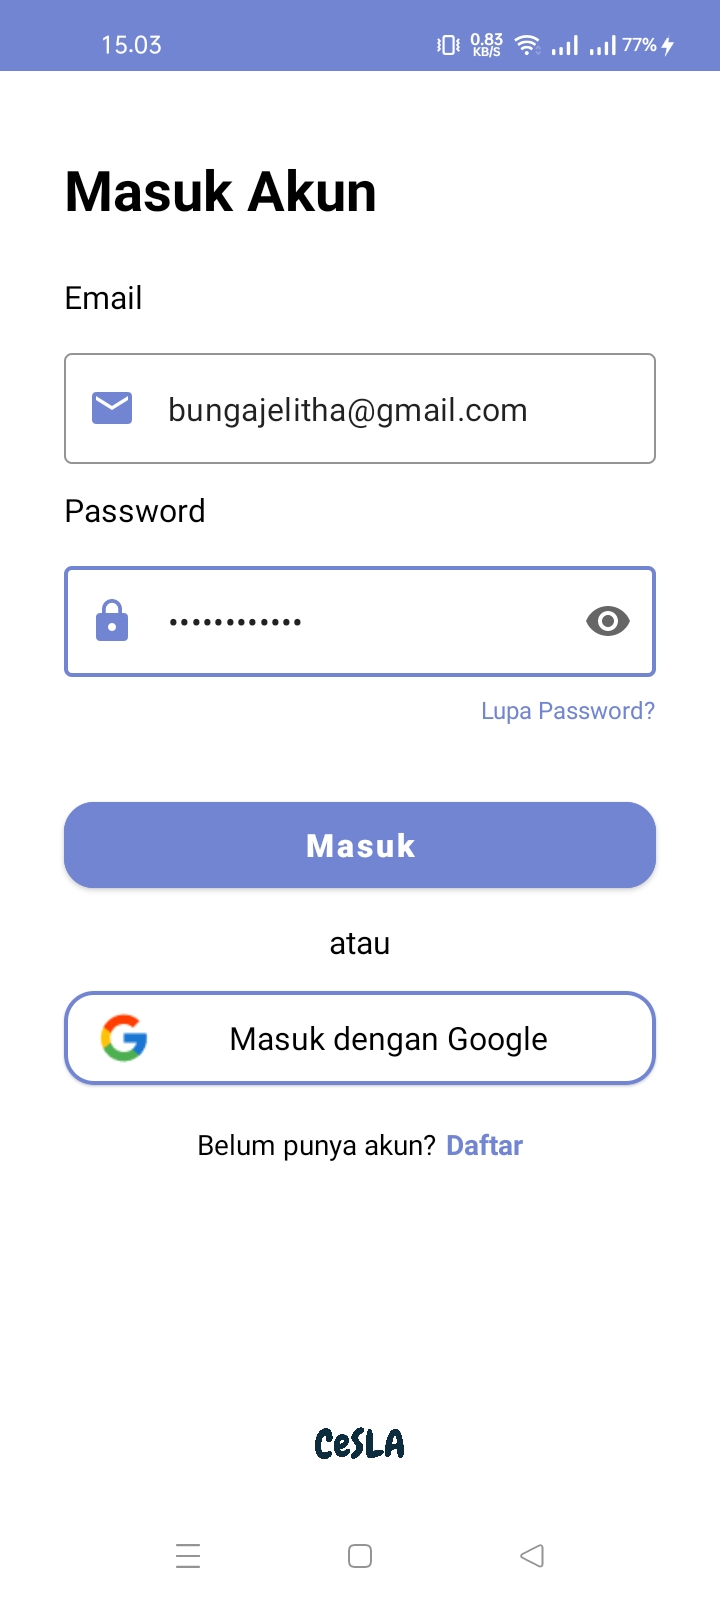 15.03
0.83
KB/S
77%
Masuk Akun
Email
bungajelitha@gmail.com
Password
••••••••••••
Lupa Password?
Masuk
atau
Masuk dengan Google
Belum punya akun? Daftar
CeSLA